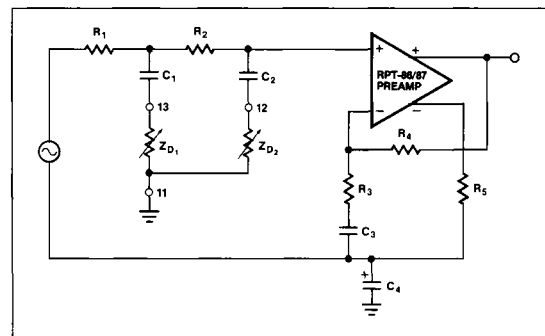 R1
R2
C1
C2
13
12
ZD1
ZD2
11
+
+
RPT-86/87
PREAMP
−
−
R4
R3
R5
C3
+
C4